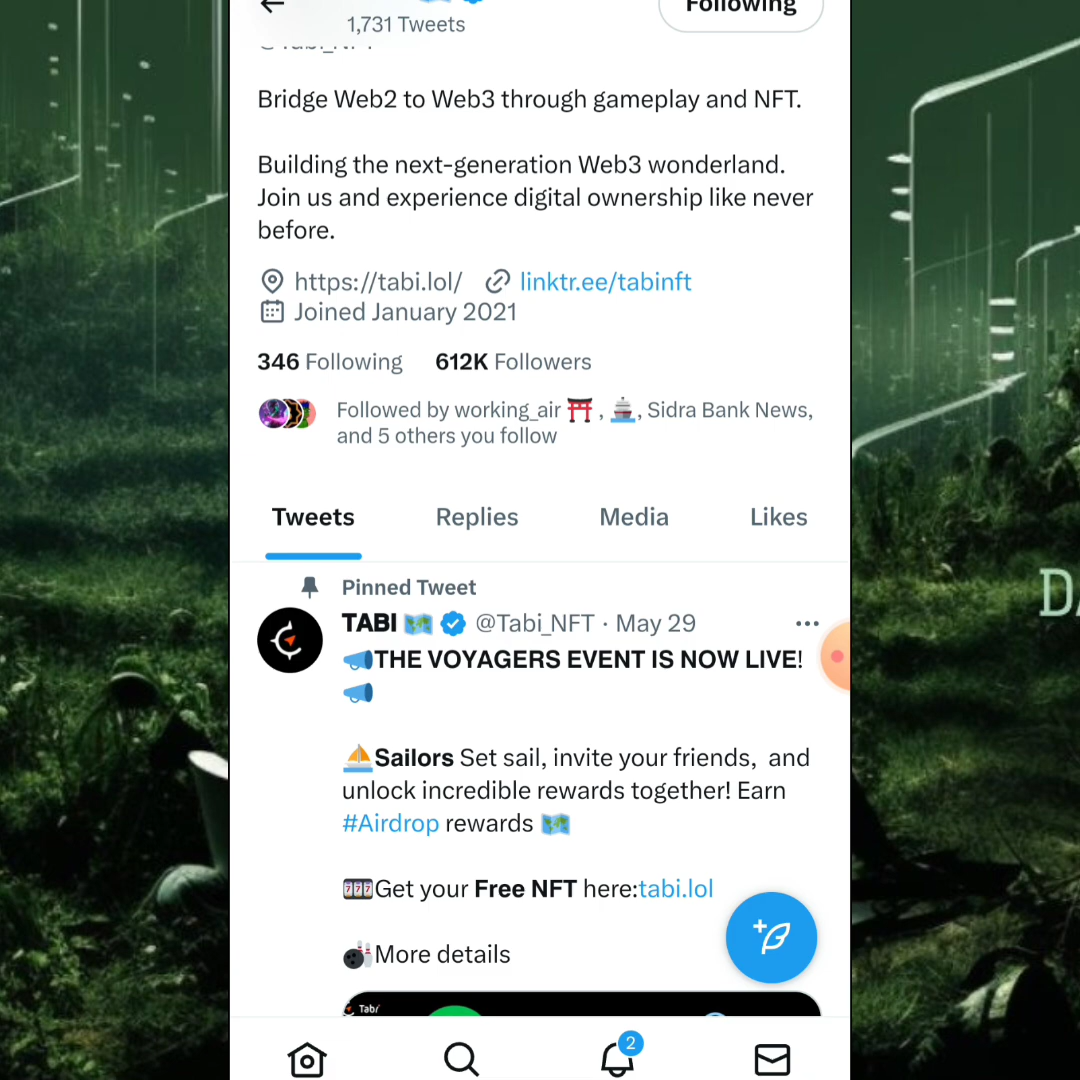 Following
1,731 Tweets
Bridge Web2 to Web3 through gameplay and NFT.
Building the next-generation Web3 wonderland.
Join us and experience digital ownership like never
before.
https://tabi.lol/ linktr.ee/tabinft
Joined January 2021
346 Following 612K Followers
Followed by working_air ⛩️, 🛳️, Sidra Bank News,
and 5 others you follow
Tweets Replies Media Likes
Pinned Tweet
TABI 🗺️ @Tabi_NFT · May 29
📣THE VOYAGERS EVENT IS NOW LIVE!
📣
⛵Sailors Set sail, invite your friends, and
unlock incredible rewards together! Earn
#Airdrop rewards 🗺️
🎰Get your Free NFT here:tabi.lol
🎳More details
Tabi
2